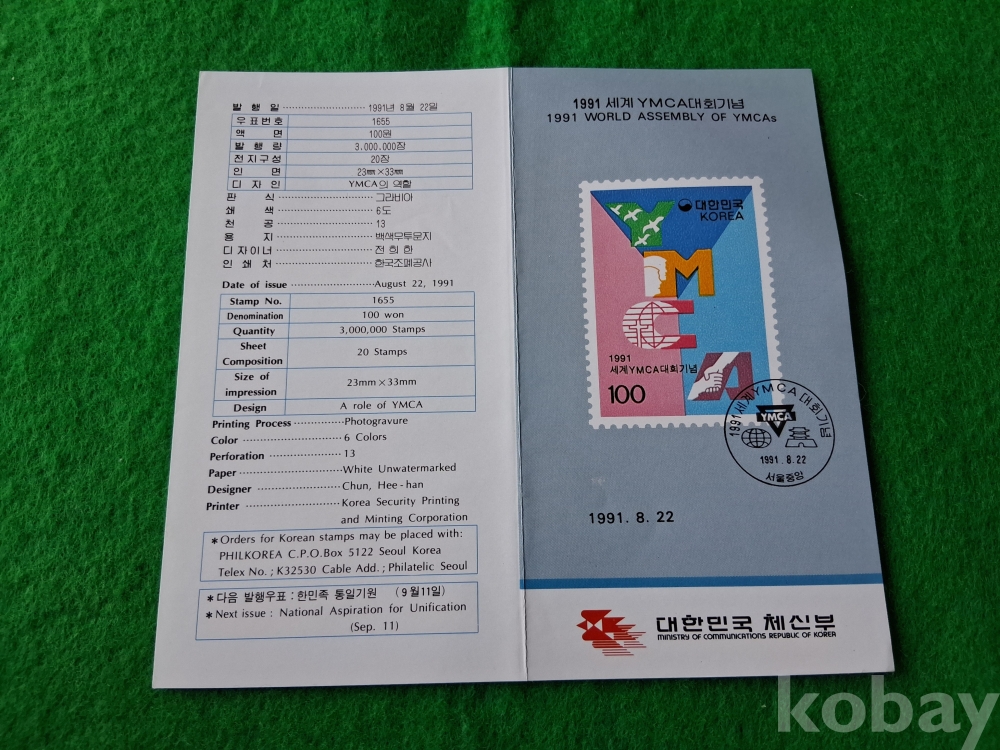 발 행 일 ························ 1991년 8월 22일
우표번호 1655
액 면 100원
발 행 량 3.000.000장
전지구성 20장
인 면 23㎜×33㎜
디 자 인 YMCA의 역할
판 식 ························ 그라비아
쇄 색 ························ 6도
천 공 ························ 13
용 지 ························ 백색무투문지
디자이너 ························ 전 희 한
인 쇄 처 ························ 한국조폐공사
Date of issue ························ August 22, 1991
Stamp No. 1655
Denomination 100 won
Quantity 3,000,000 Stamps
Sheet Composition 20 Stamps
Size of impression 23mm×33mm
Design A role of YMCA
Printing Process ··············· Photogravure
Color ························ 6 Colors
Perforation ························ 13
Paper ························ White Unwatermarked
Designer ························ Chun, Hee-han
Printer ························ Korea Security Printing
and Minting Corporation
＊Orders for Korean stamps may be placed with:
PHILKOREA C.P.O.Box 5122 Seoul Korea
Telex No.; K32530 Cable Add.; Philatelic Seoul
＊다음 발행우표 : 한민족 통일기원 (9월11일)
＊Next issue : National Aspiration for Unification
(Sep. 11)
1991 세계 YMCA대회기념
1991 WORLD ASSEMBLY OF YMCAs
대한민국
KOREA
Y
M
C
A
1991
세계YMCA대회기념
100
1991 세계YMCA대회기념
YMCA
1991. 8. 22
서울중앙
1991. 8. 22
대한민국 체신부
MINISTRY OF COMMUNICATIONS REPUBLIC OF KOREA
kobay